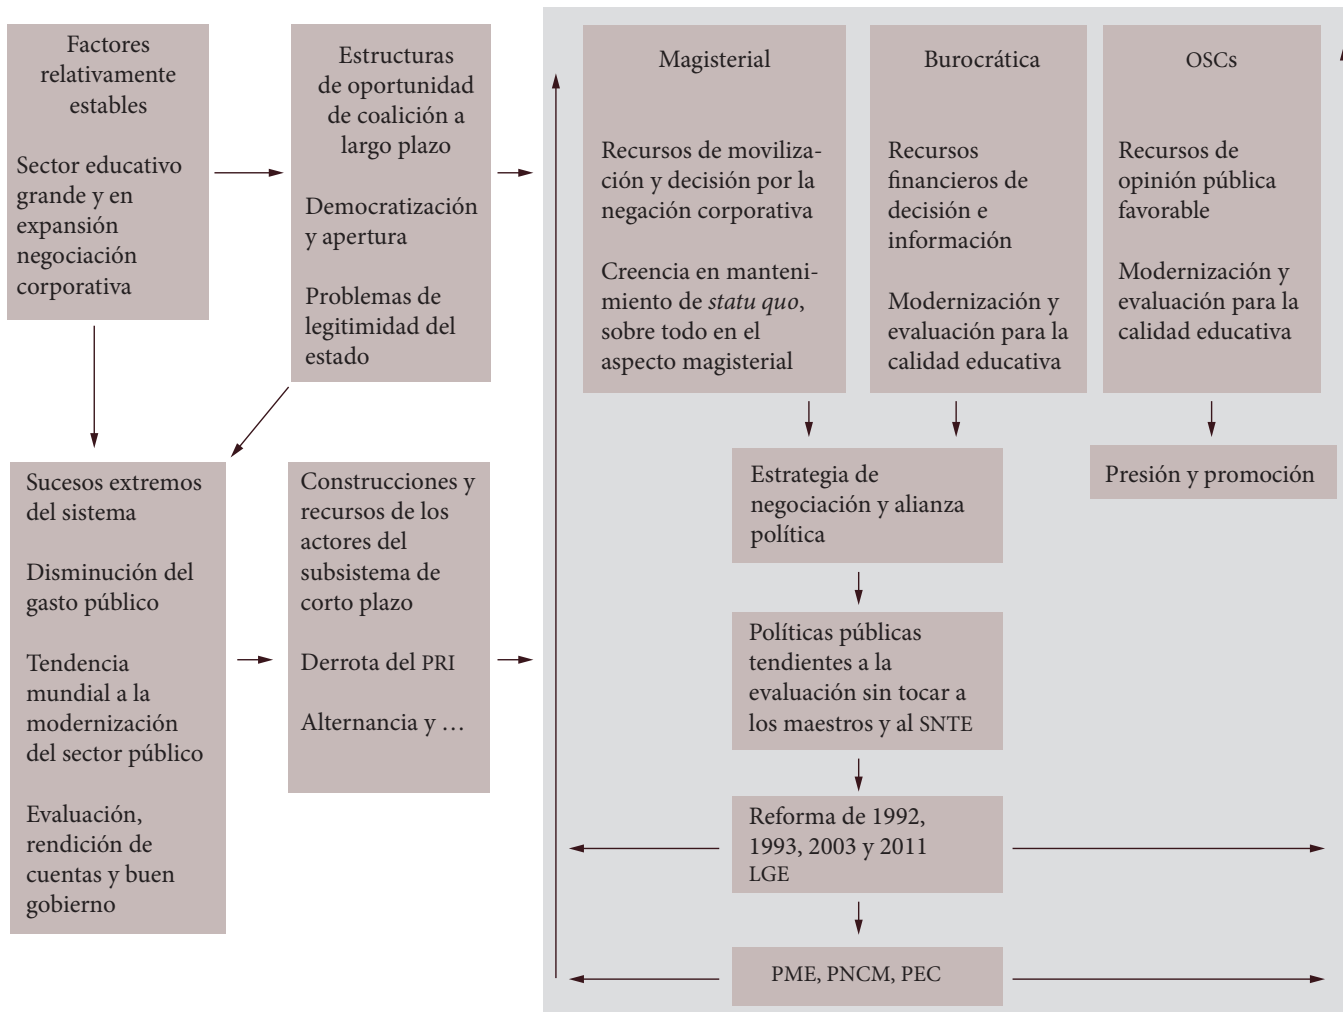 Factores
relativamente
estables
Sector educativo
grande y en
expansión
negociación
corporativa
Estructuras
de oportunidad
de coalición a
largo plazo
Democratización
y apertura
Problemas de
legitimidad del
estado
Sucesos extremos
del sistema
Disminución del
gasto público
Tendencia
mundial a la
modernización
del sector público
Evaluación,
rendición de
cuentas y buen
gobierno
Construcciones y
recursos de los
actores del
subsistema de
corto plazo
Derrota del PRI
Alternancia y …
Magisterial
Recursos de moviliza-
ción y decisión por la
negación corporativa
Creencia en manteni-
miento de statu quo,
sobre todo en el
aspecto magisterial
Burocrática
Recursos
financieros de
decisión e
información
Modernización y
evaluación para la
calidad educativa
OSCs
Recursos de
opinión pública
favorable
Modernización y
evaluación para la
calidad educativa
Estrategia de
negociación y alianza
política
Presión y promoción
Políticas públicas
tendientes a la
evaluación sin tocar a
los maestros y al SNTE
Reforma de 1992,
1993, 2003 y 2011
LGE
PME, PNCM, PEC